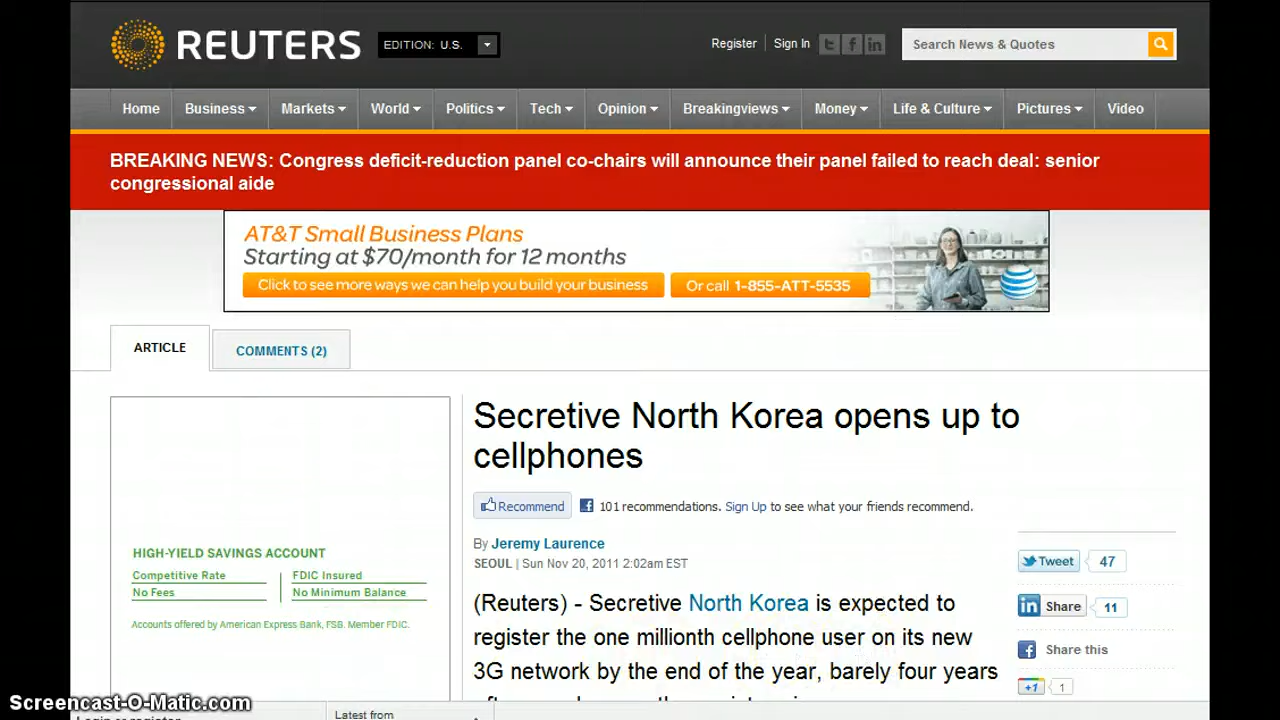 REUTERS
EDITION: U.S.
Register
Sign In
Search News & Quotes
Home Business Markets World Politics Tech Opinion Breakingviews Money Life & Culture Pictures Video
BREAKING NEWS: Congress deficit-reduction panel co-chairs will announce their panel failed to reach deal: senior
congressional aide
AT&T Small Business Plans
Starting at $70/month for 12 months
Click to see more ways we can help you build your business
Or call 1-855-ATT-5535
ARTICLE
COMMENTS (2)
Secretive North Korea opens up to
cellphones
Recommend
101 recommendations. Sign Up to see what your friends recommend.
By Jeremy Laurence
SEOUL | Sun Nov 20, 2011 2:02am EST
(Reuters) - Secretive North Korea is expected to
register the one millionth cellphone user on its new
3G network by the end of the year, barely four years
Tweet 47
Share 11
Share this
+1 1
HIGH-YIELD SAVINGS ACCOUNT
Competitive Rate FDIC Insured
No Fees No Minimum Balance
Accounts offered by American Express Bank, FSB. Member FDIC.
Screencast-O-Matic.com
Login or register
Latest from